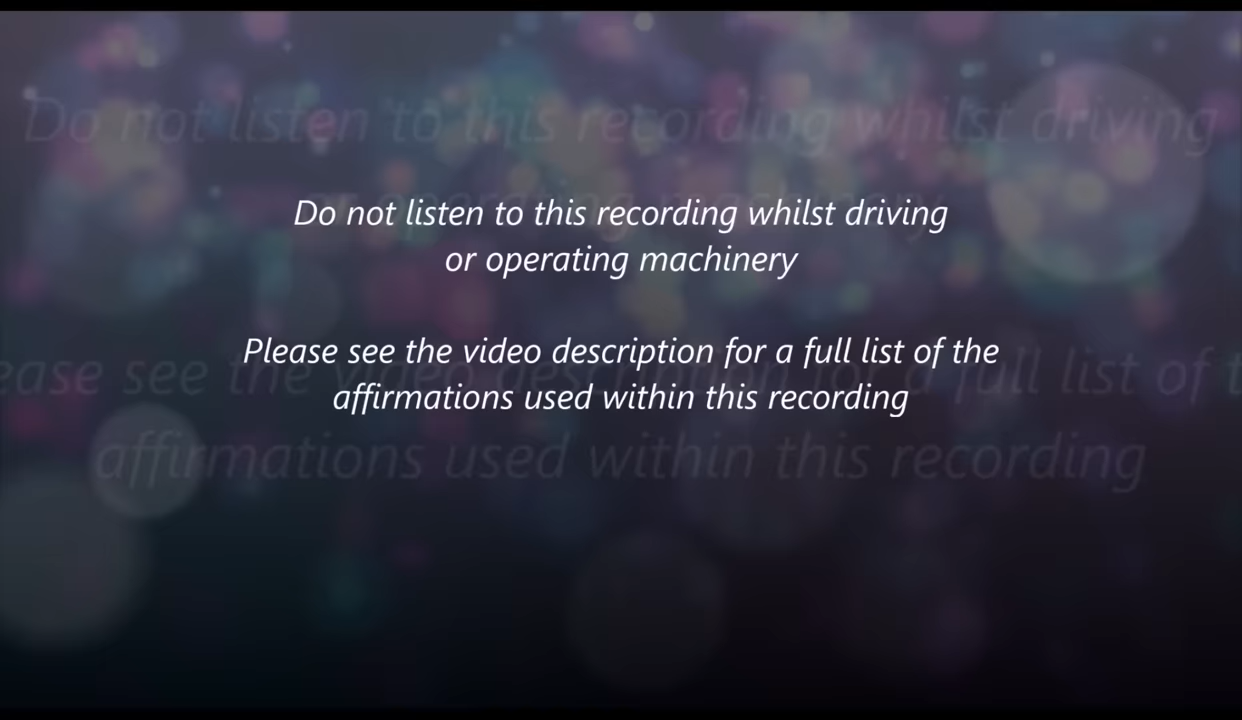 Do not listen to this recording whilst driving
or operating machinery
Please see the video description for a full list of the
affirmations used within this recording